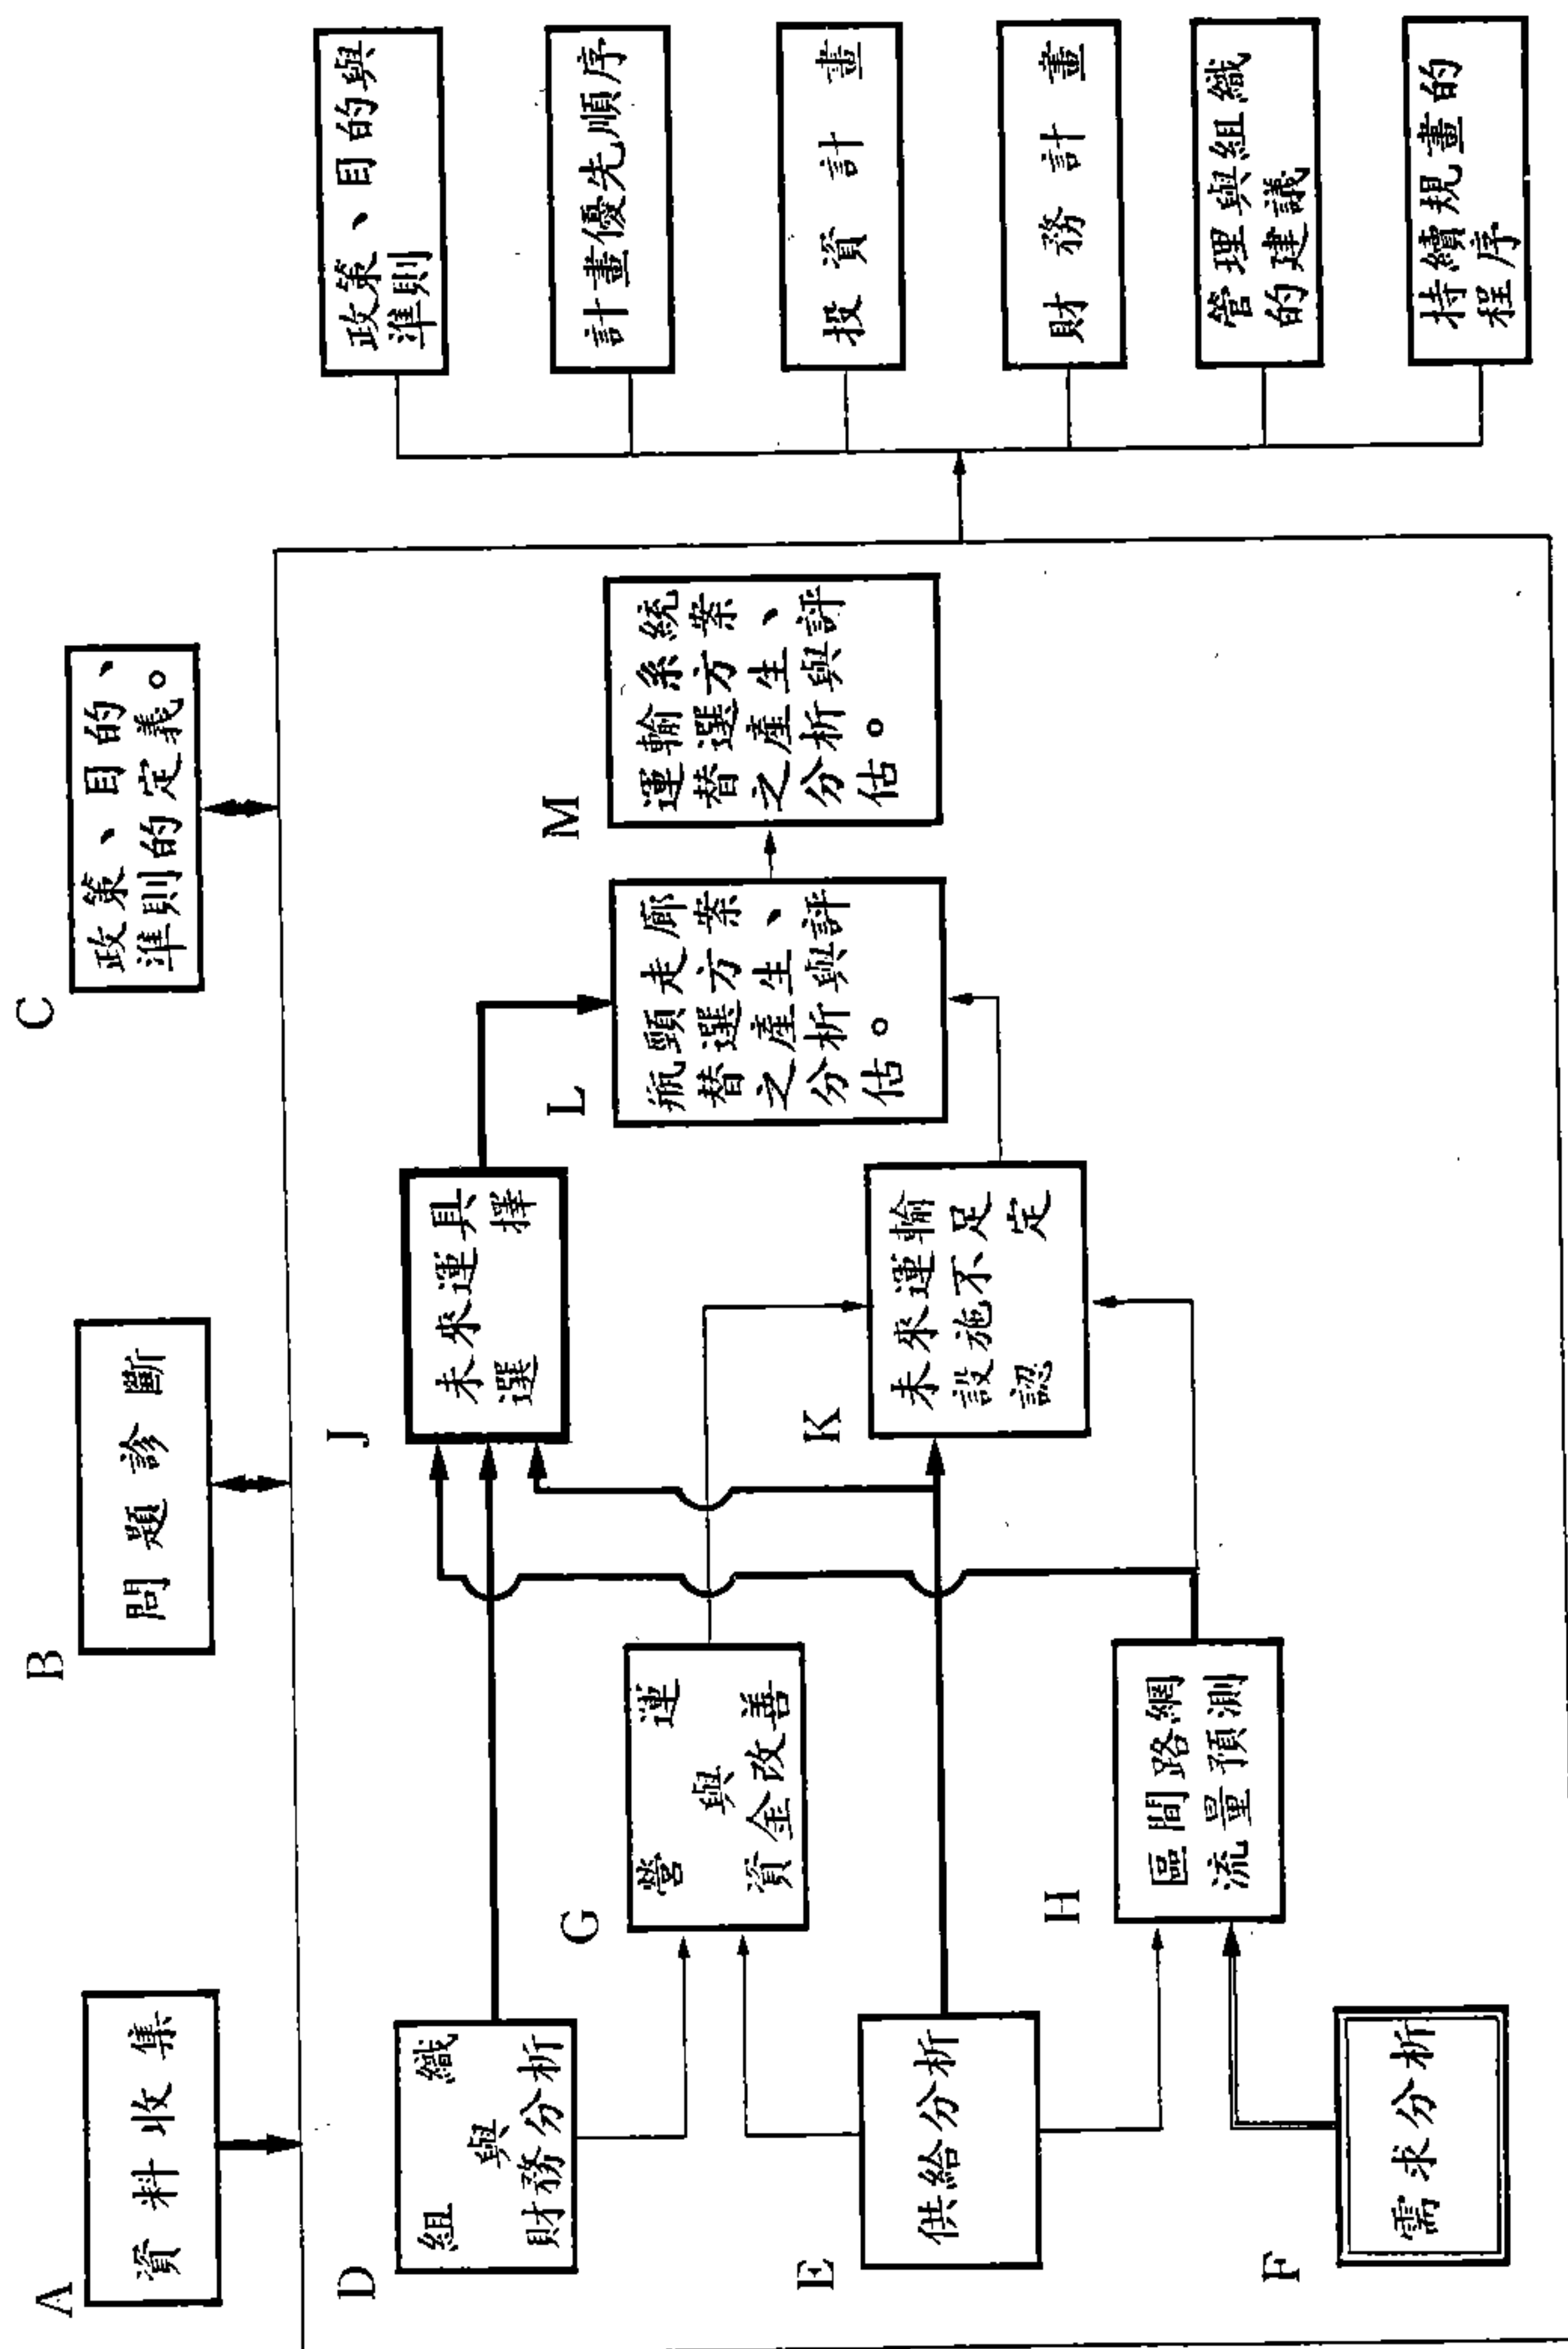 A
資料收集
B
問題診斷
C
政策、目的、
準則的定義。
D
組織
與
財務分析
E
供給分析
F
需求分析
G
營運
與
資金改善
H
區間路網
流量預測
J
未來運具
選擇
K
未來運輸
設施不足
認定
L
瓶頸走廊
替選方案
之產生、
分析與評
估。
M
運輸系統
替選方案
之產生、
分析與評
估。
政策、目的與
準則
計畫優先順序
投資計畫
財務計畫
管理與組織
的建議
持續規畫的
程序